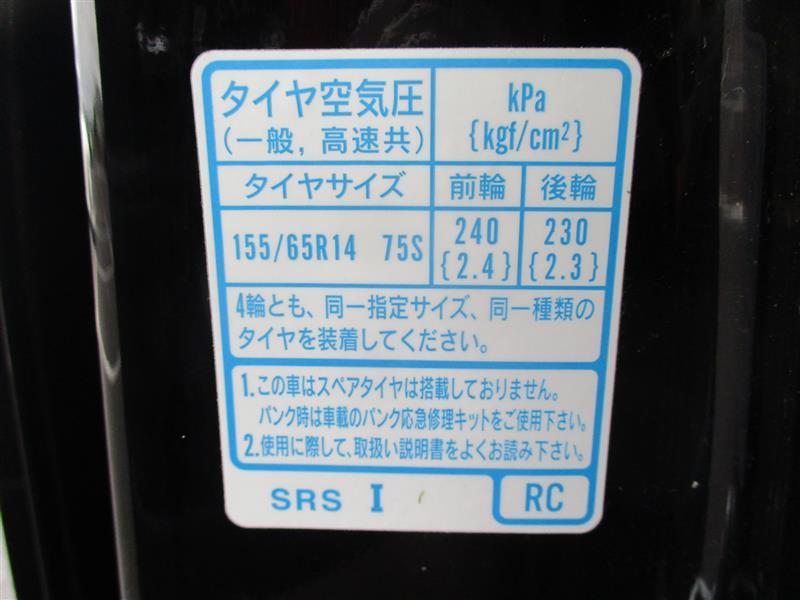 タイヤ空気圧
(一般, 高速共)
kPa
{kgf/cm²}
タイヤサイズ 前輪 後輪
155/65R14 75S 240 230
{2.4} {2.3}
4輪とも、同一指定サイズ、同一種類の
タイヤを装着してください。
1.この車はスペアタイヤは搭載しておりません。
パンク時は車載のパンク応急修理キットをご使用下さい。
2.使用に際して、取扱い説明書をよくお読み下さい。
SRS I RC